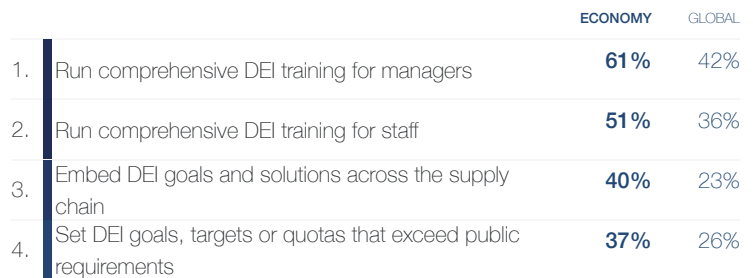 ECONOMY GLOBAL
1. Run comprehensive DEI training for managers 61% 42%
2. Run comprehensive DEI training for staff 51% 36%
3. Embed DEI goals and solutions across the supply
chain 40% 23%
4. Set DEI goals, targets or quotas that exceed public
requirements 37% 26%